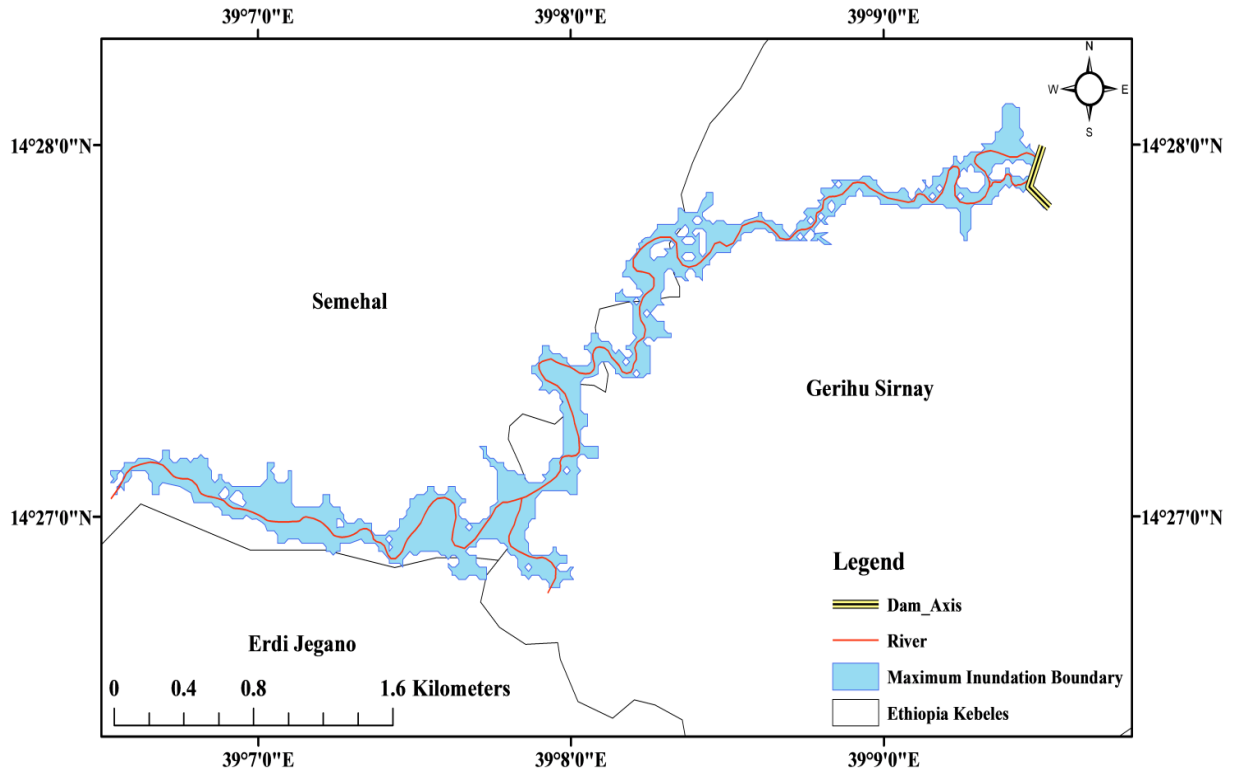 39°7'0"E 39°8'0"E 39°9'0"E
N
W E
S
14°28'0"N 14°28'0"N
Semehal
Gerihu Sirnay
14°27'0"N 14°27'0"N
Legend
Dam_Axis
River
Maximum Inundation Boundary
Ethiopia Kebeles
Erdi Jegano
0 0.4 0.8 1.6 Kilometers
39°7'0"E 39°8'0"E 39°9'0"E